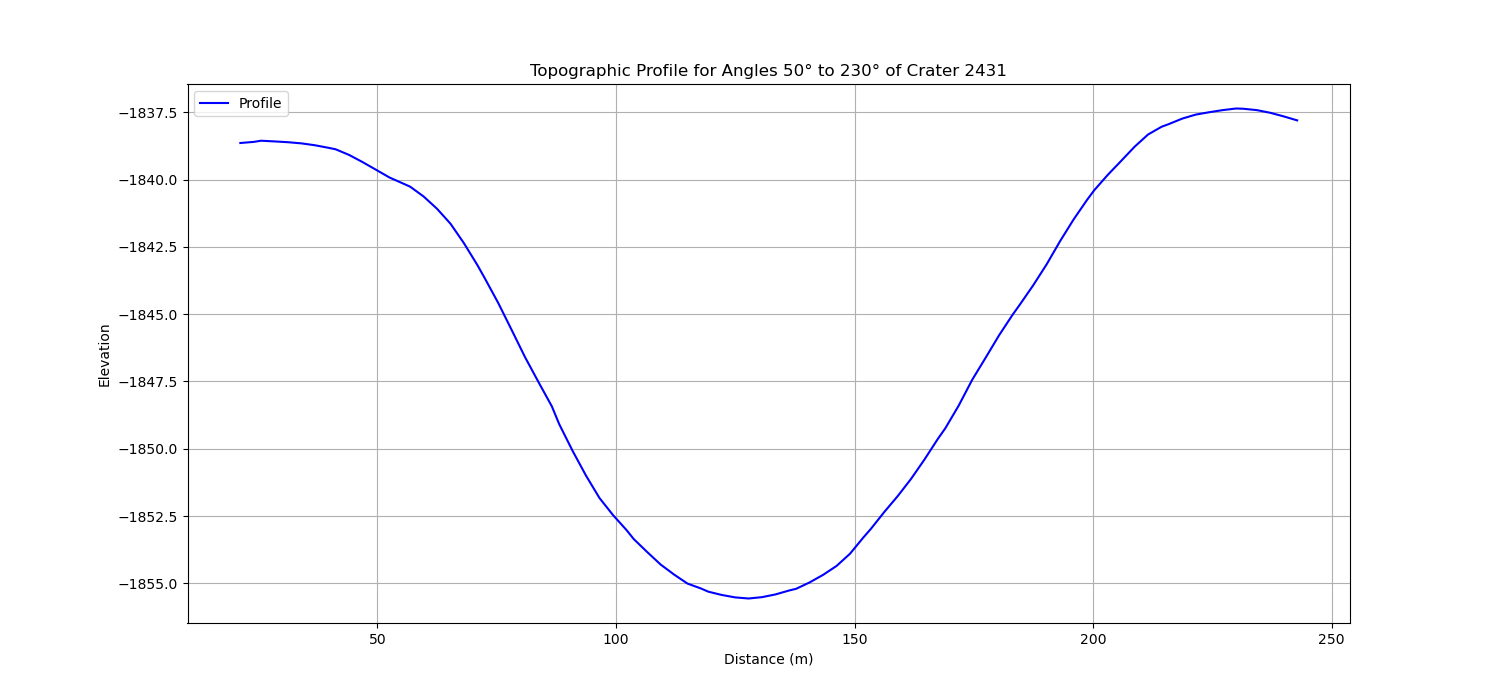 Topographic Profile for Angles 50° to 230° of Crater 2431
Profile
−1837.5
−1840.0
−1842.5
−1845.0
−1847.5
−1850.0
−1852.5
−1855.0
Elevation
50 100 150 200 250
Distance (m)